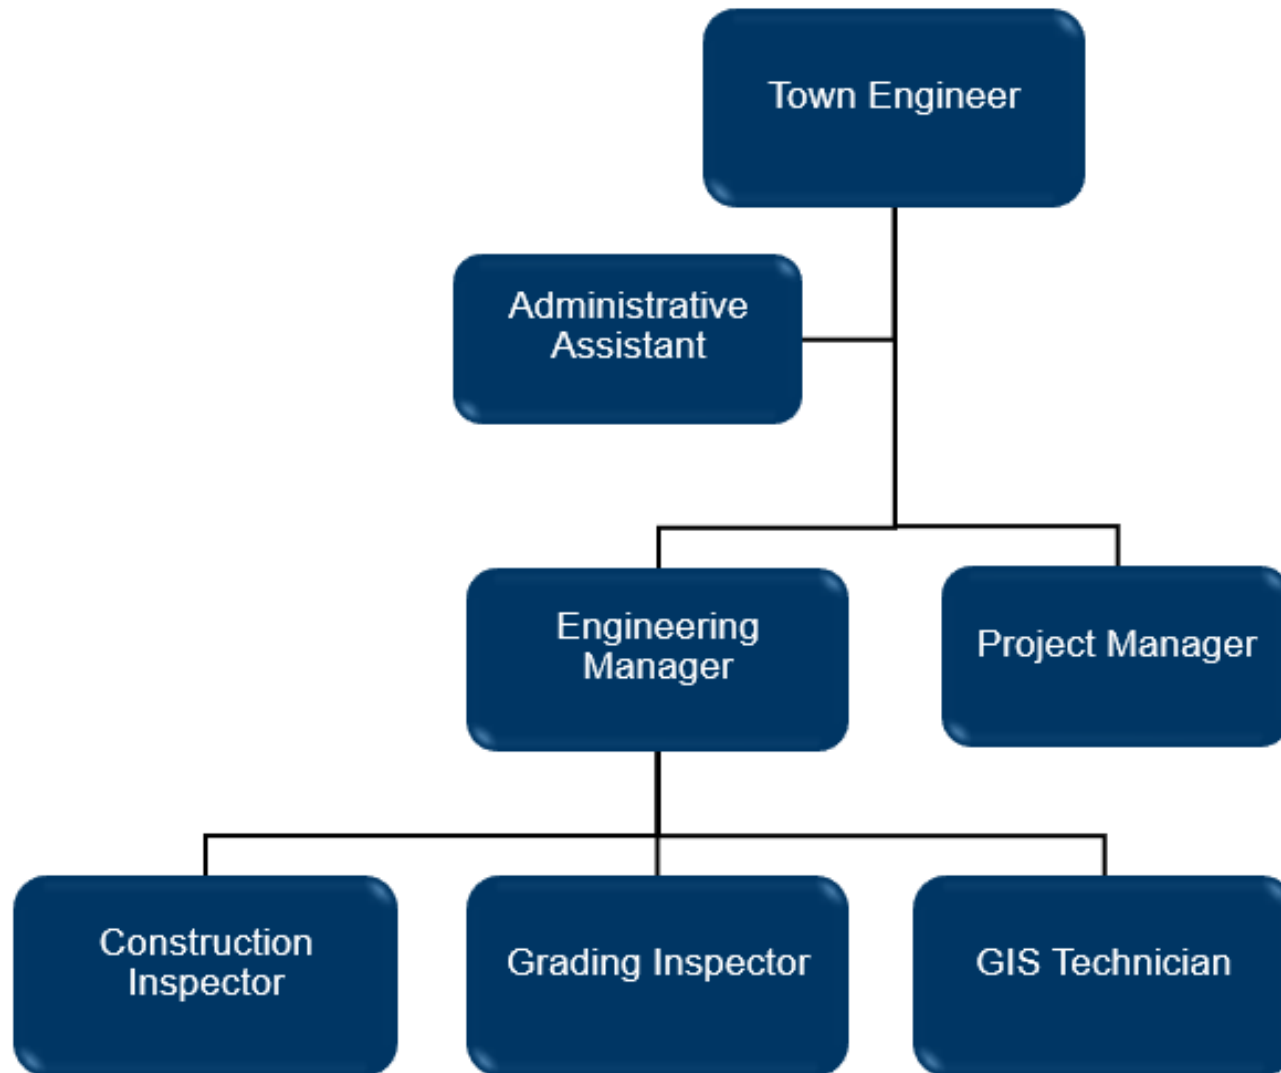 Town Engineer
Administrative
Assistant
Engineering
Manager
Project Manager
Construction
Inspector
Grading Inspector
GIS Technician